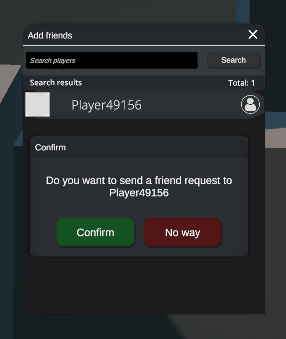 Add friends
Search players
Search
Search results
Total: 1
Player49156
Confirm
Do you want to send a friend request to
Player49156
Confirm
No way